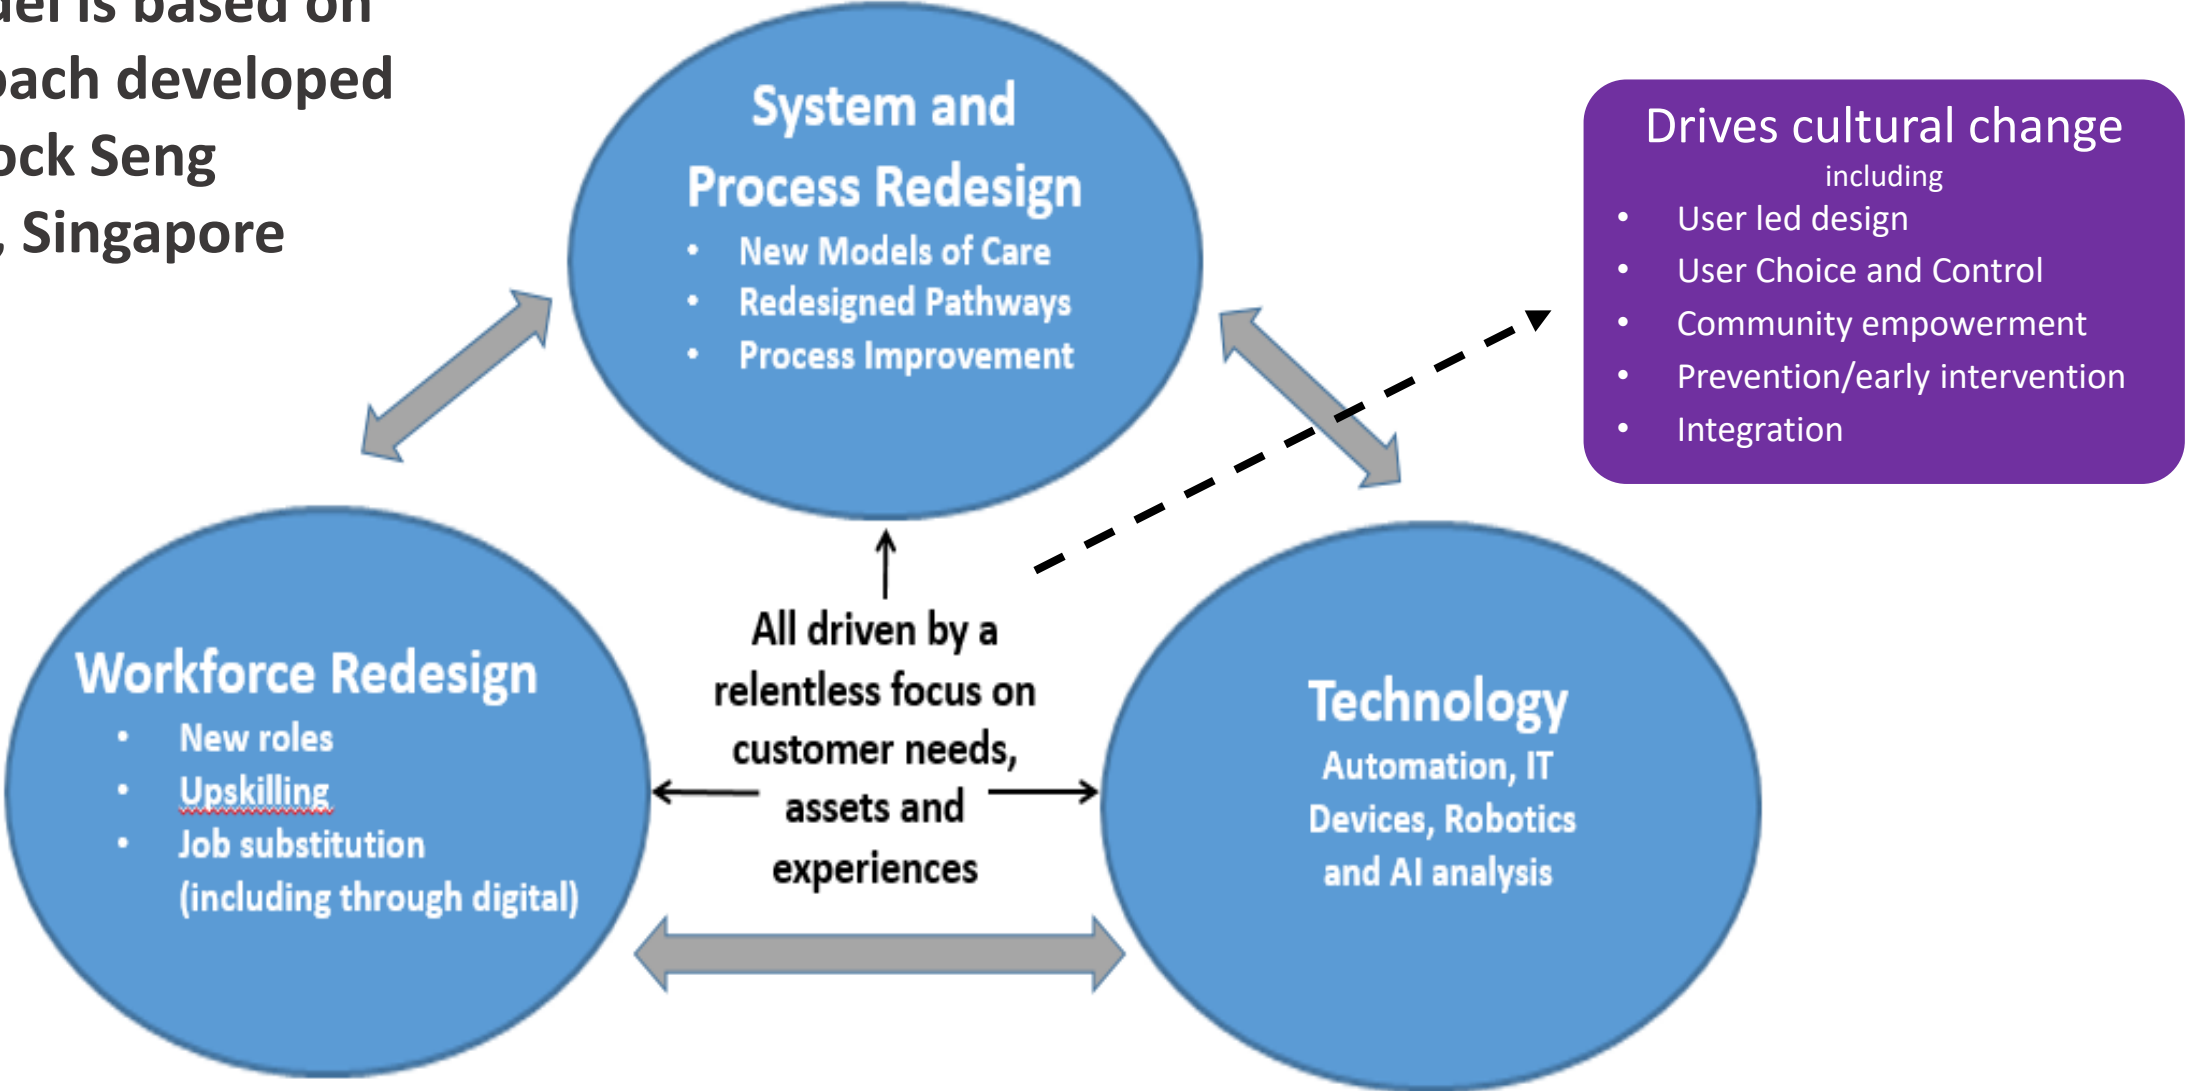 is based on
developed
Seng
, Singapore
System and
Process Redesign
• New Models of Care
• Redesigned Pathways
• Process Improvement
Drives cultural change
including
• User led design
• User Choice and Control
• Community empowerment
• Prevention/early intervention
• Integration
Workforce Redesign
• New roles
• Upskilling
• Job substitution
(including through digital)
All driven by a
relentless focus on
customer needs,
assets and
experiences
Technology
Automation, IT
Devices, Robotics
and AI analysis